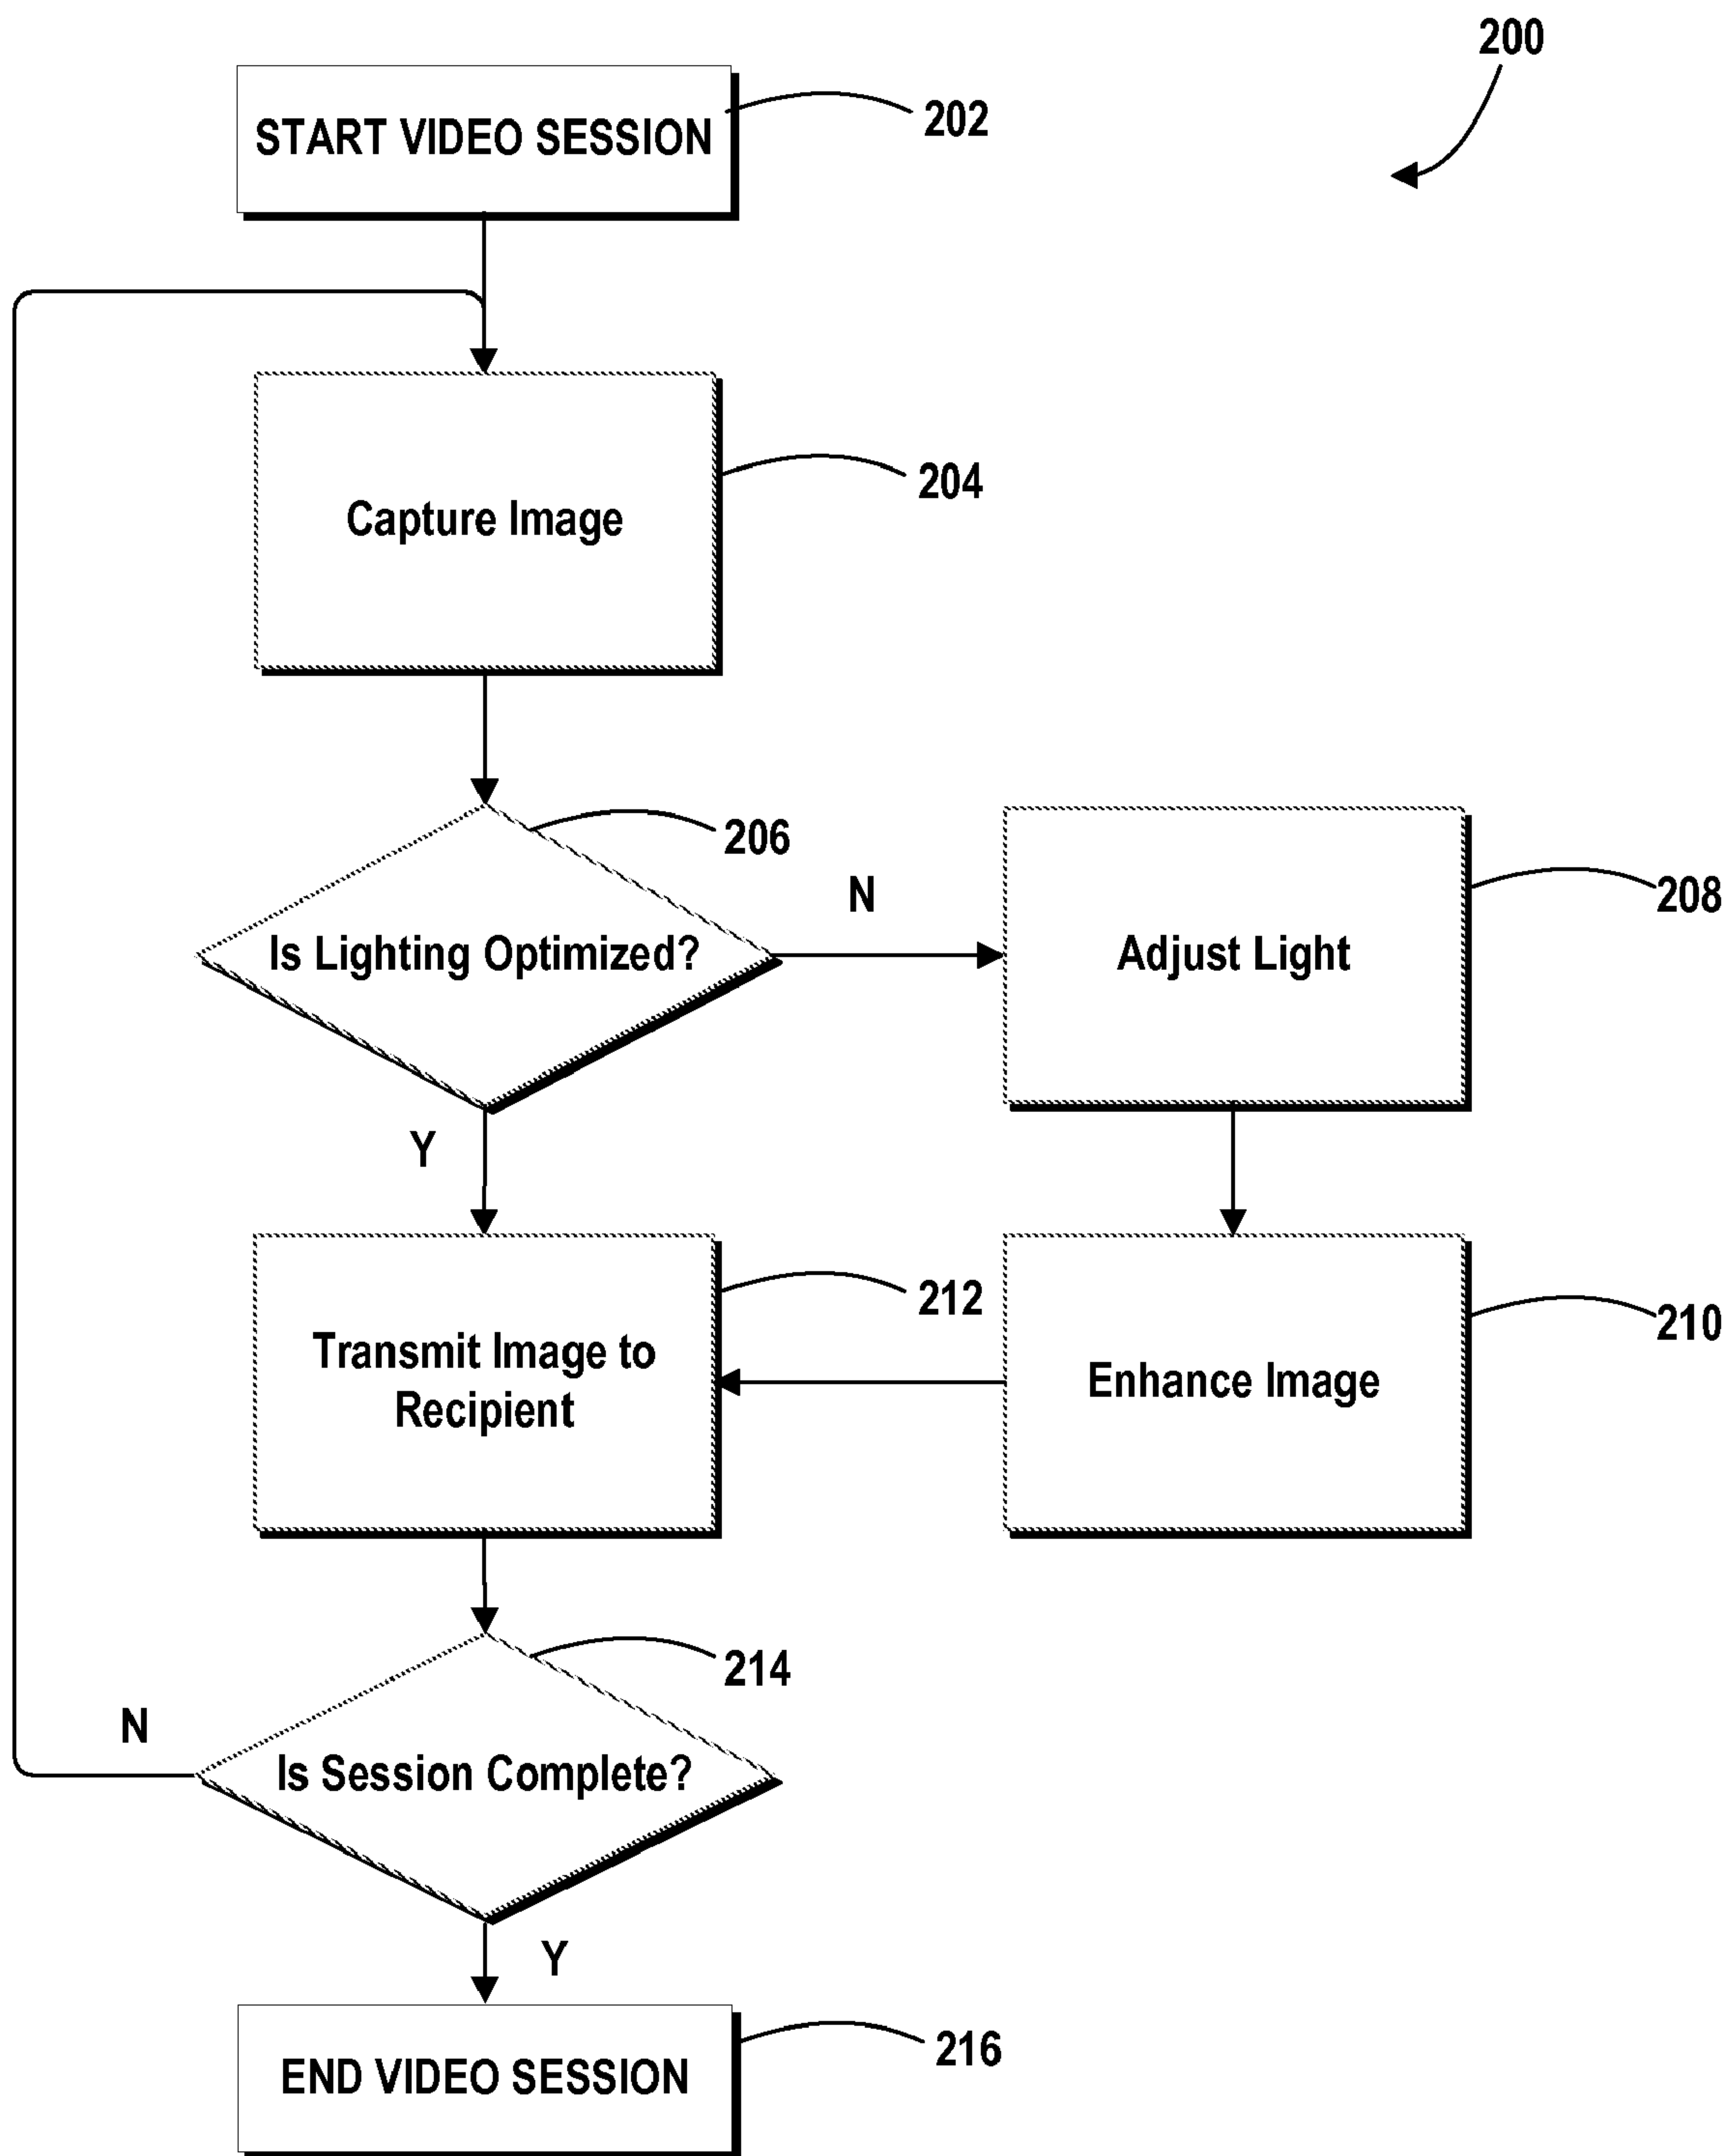 200
START VIDEO SESSION
202
Capture Image
204
206
Is Lighting Optimized?
N
Y
Adjust Light
208
Transmit Image to
Recipient
212
Enhance Image
210
214
Is Session Complete?
N
Y
END VIDEO SESSION
216